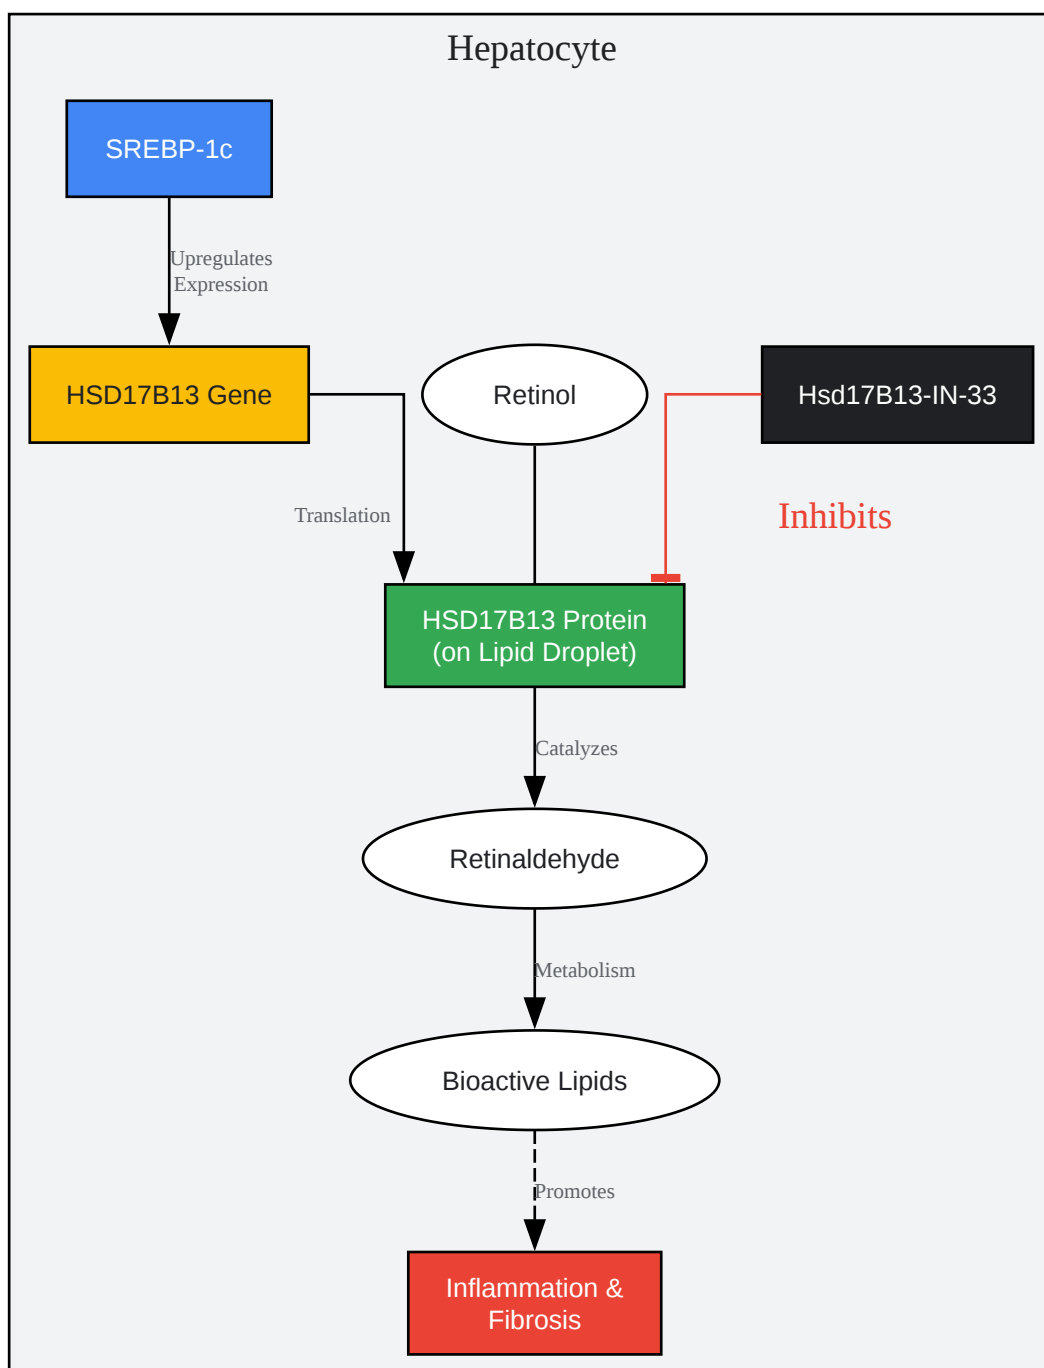 Hepatocyte
SREBP-1c
Upregulates
Expression
HSD17B13 Gene
Retinol
Hsd17B13-IN-33
Translation
Inhibits
HSD17B13 Protein
(on Lipid Droplet)
Catalyzes
Retinaldehyde
Metabolism
Bioactive Lipids
Promotes
Inflammation &
Fibrosis